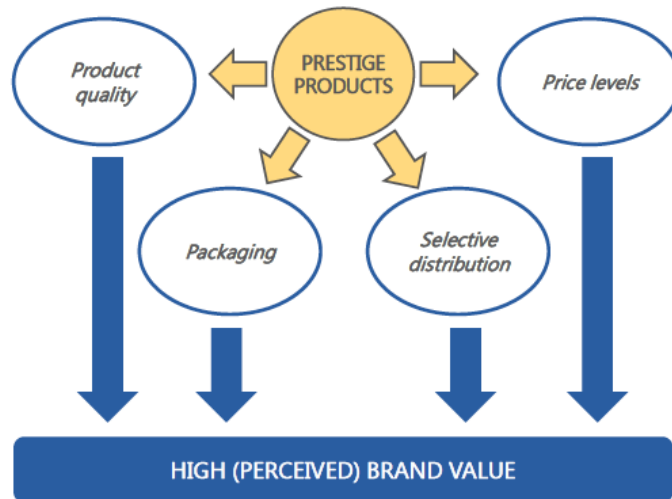 PRESTIGE
PRODUCTS
Product
quality
Price levels
Packaging
Selective
distribution
HIGH (PERCEIVED) BRAND VALUE